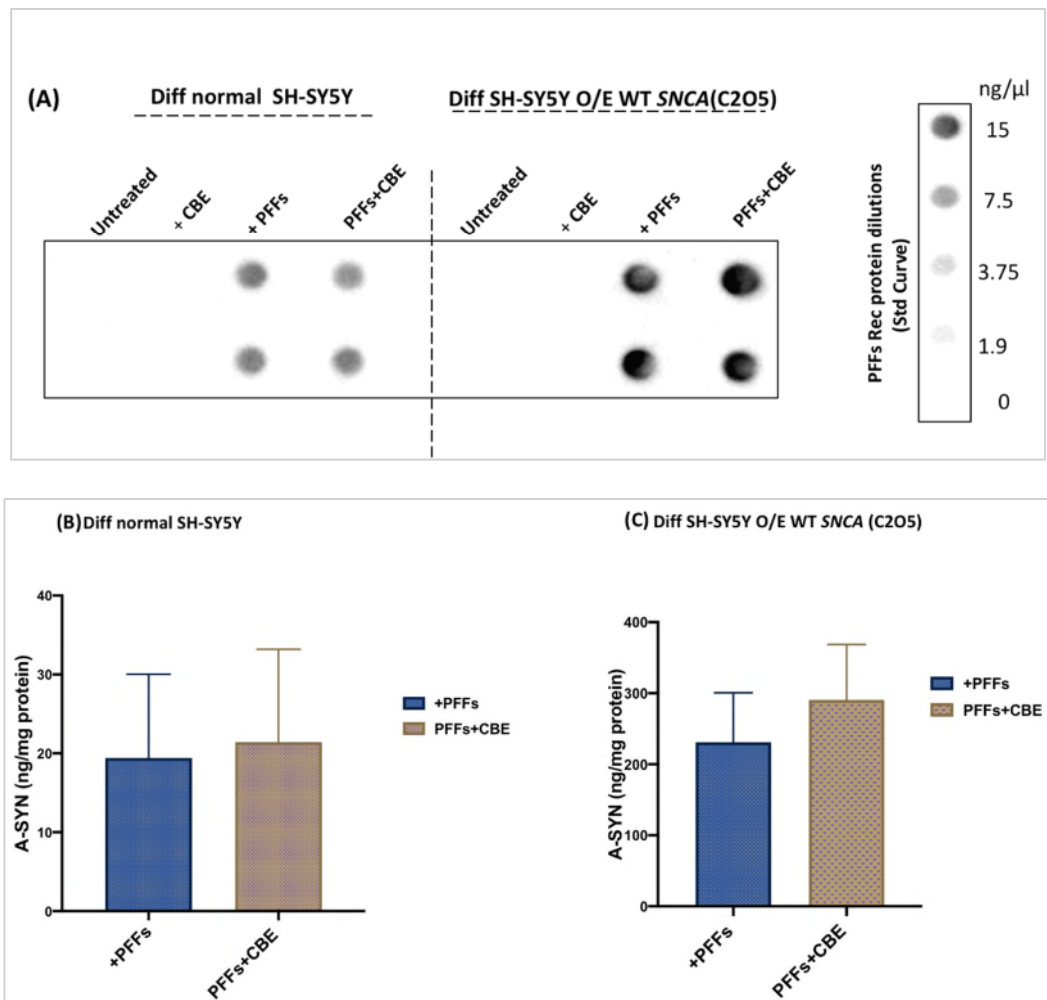 (A)
Diff normal SH-SY5Y
Diff SH-SY5Y O/E WT SNCA(C2O5)
Untreated
+ CBE
+ PFFs
PFFs+CBE
Untreated
+ CBE
+ PFFs
PFFs+CBE
PFFs Rec protein dilutions
(Std Curve)
ng/µl
15
7.5
3.75
1.9
0
(B) Diff normal SH-SY5Y
A-SYN (ng/mg protein)
40
30
20
10
0
+PFFs
PFFs+CBE
+PFFs
PFFs+CBE
(C) Diff SH-SY5Y O/E WT SNCA (C2O5)
A-SYN (ng/mg protein)
400
300
200
100
0
+PFFs
PFFs+CBE
+PFFs
PFFs+CBE